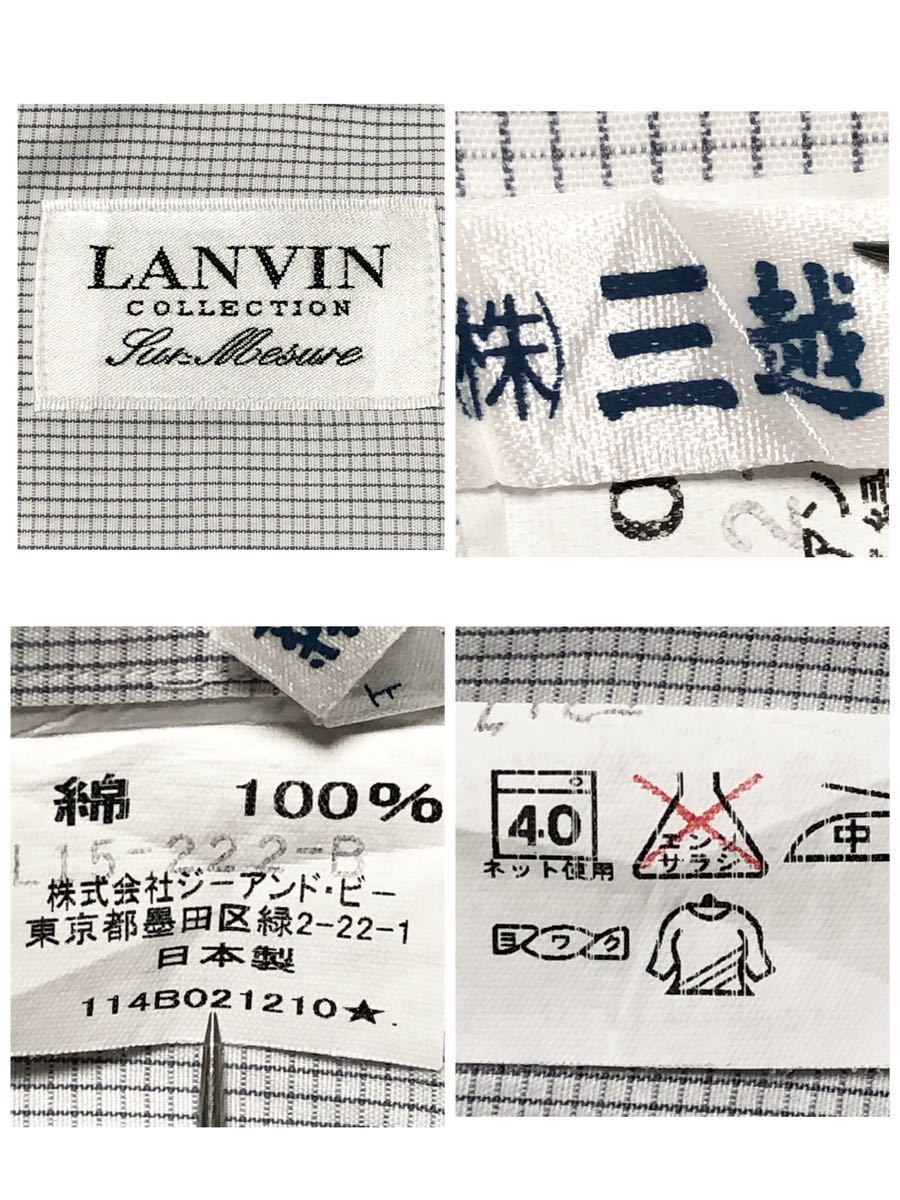 LANVIN
COLLECTION
Sur-Mesure
株)三越
綿 100%
L15-222-B
株式会社ジーアンド・ビー
東京都墨田区緑2-22-1
日本製
114B021210★
40
ネット使用
エンソ
サラシ
中
ヨワク